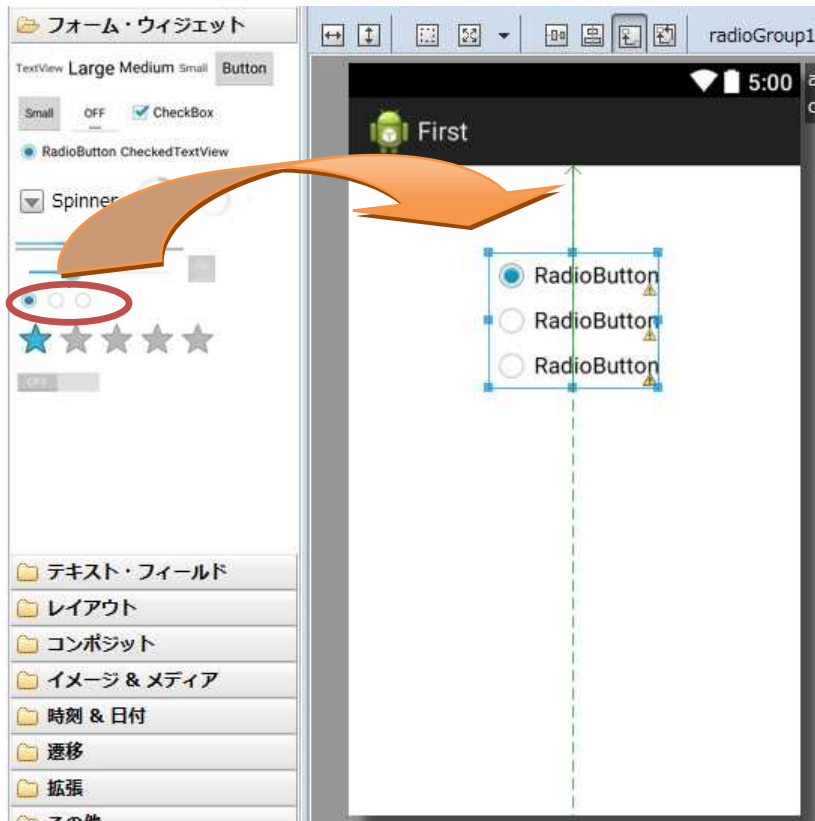 フォーム・ウィジェット
TextView Large Medium Small Button
Small OFF CheckBox
RadioButton CheckedTextView
Spinner
OFF
テキスト・フィールド
レイアウト
コンポジット
イメージ & メディア
時刻 & 日付
遷移
拡張
その他
radioGroup1
5:00
First
RadioButton
RadioButton
RadioButton